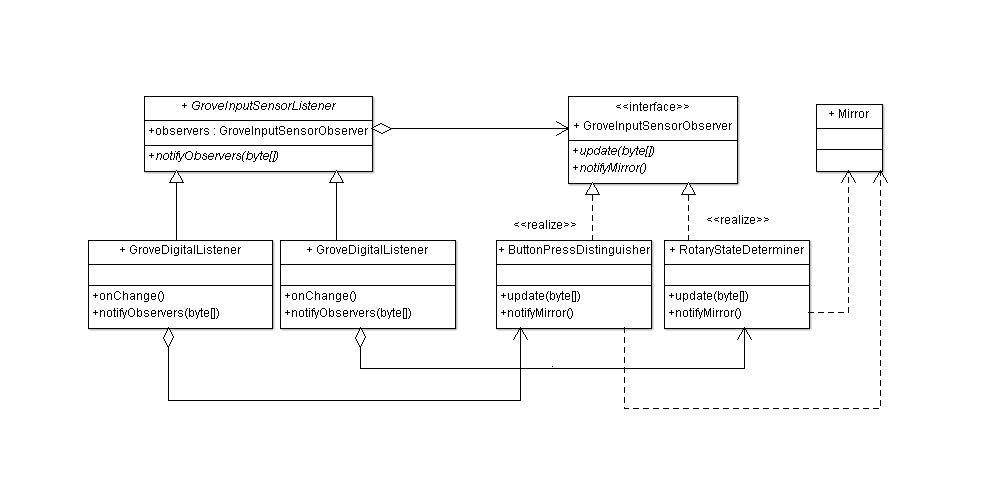 + GroveInputSensorListener
+observers : GroveInputSensorObserver
+notifyObservers(byte[])
<<interface>>
+ GroveInputSensorObserver
+update(byte[])
+notifyMirror()
+ Mirror
<<realize>>
<<realize>>
+ GroveDigitalListener
+onChange()
+notifyObservers(byte[])
+ GroveDigitalListener
+onChange()
+notifyObservers(byte[])
+ ButtonPressDistinguisher
+update(byte[])
+notifyMirror()
+ RotaryStateDeterminer
+update(byte[])
+notifyMirror()